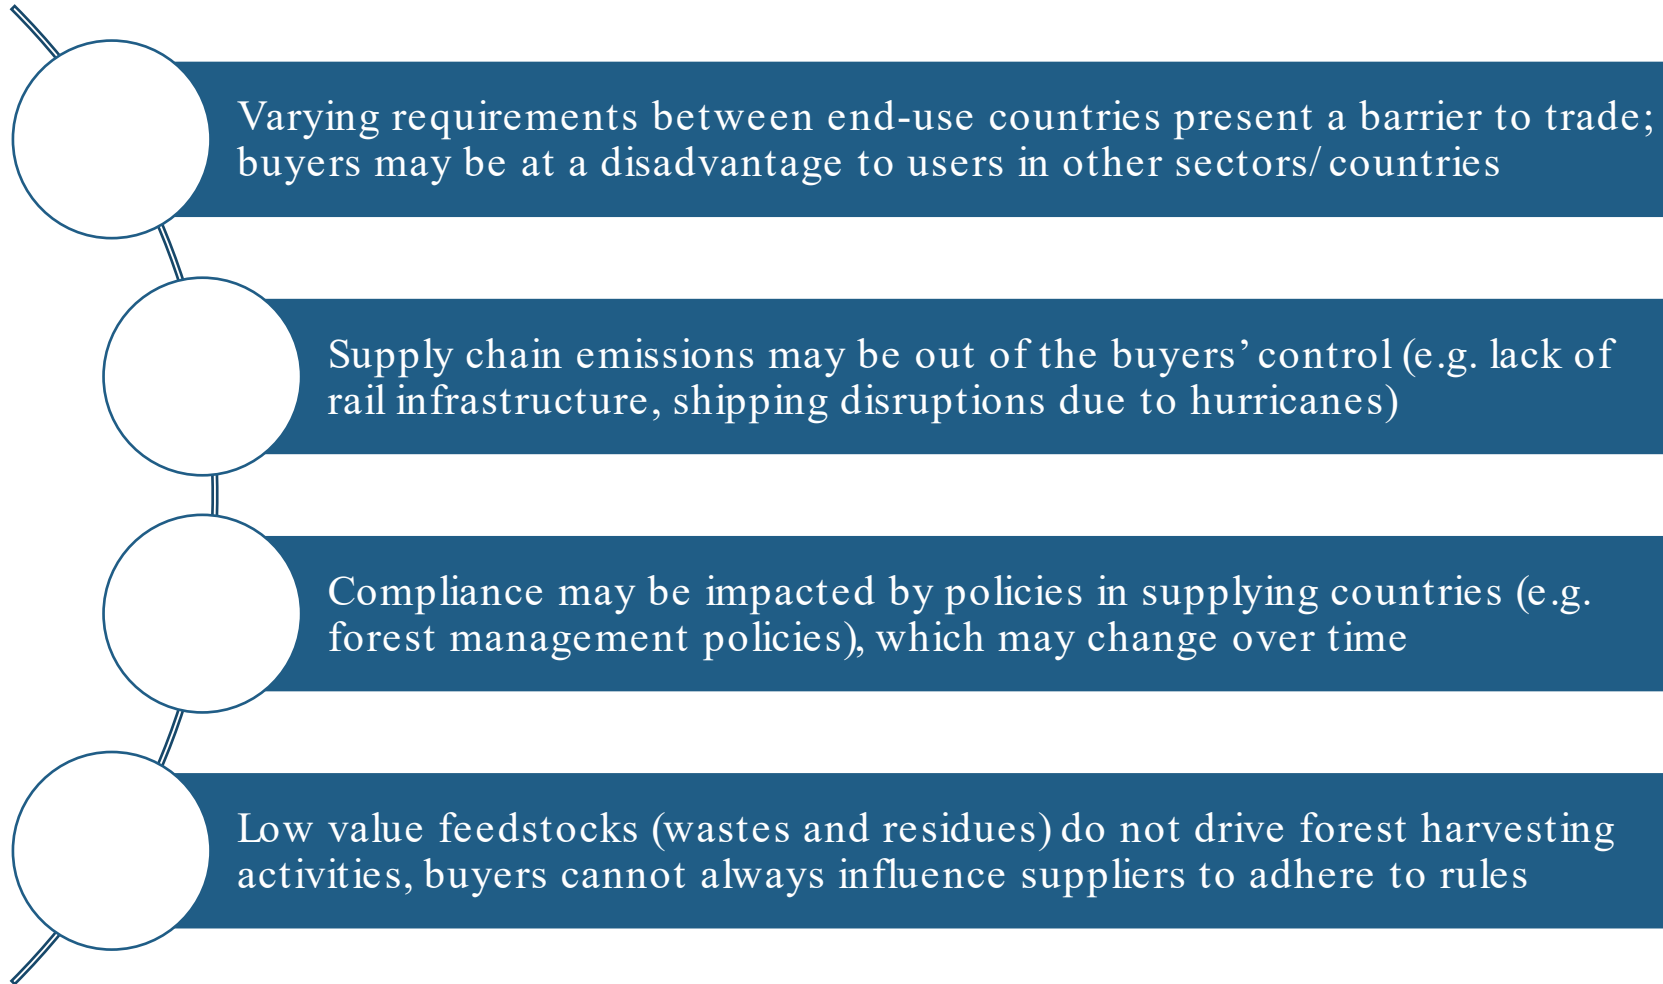 Varying requirements between end-use countries present a barrier to trade;
buyers may be at a disadvantage to users in other sectors/countries
Supply chain emissions may be out of the buyers’ control (e.g. lack of
rail infrastructure, shipping disruptions due to hurricanes)
Compliance may be impacted by policies in supplying countries (e.g.
forest management policies), which may change over time
Low value feedstocks (wastes and residues) do not drive forest harvesting
activities, buyers cannot always influence suppliers to adhere to rules